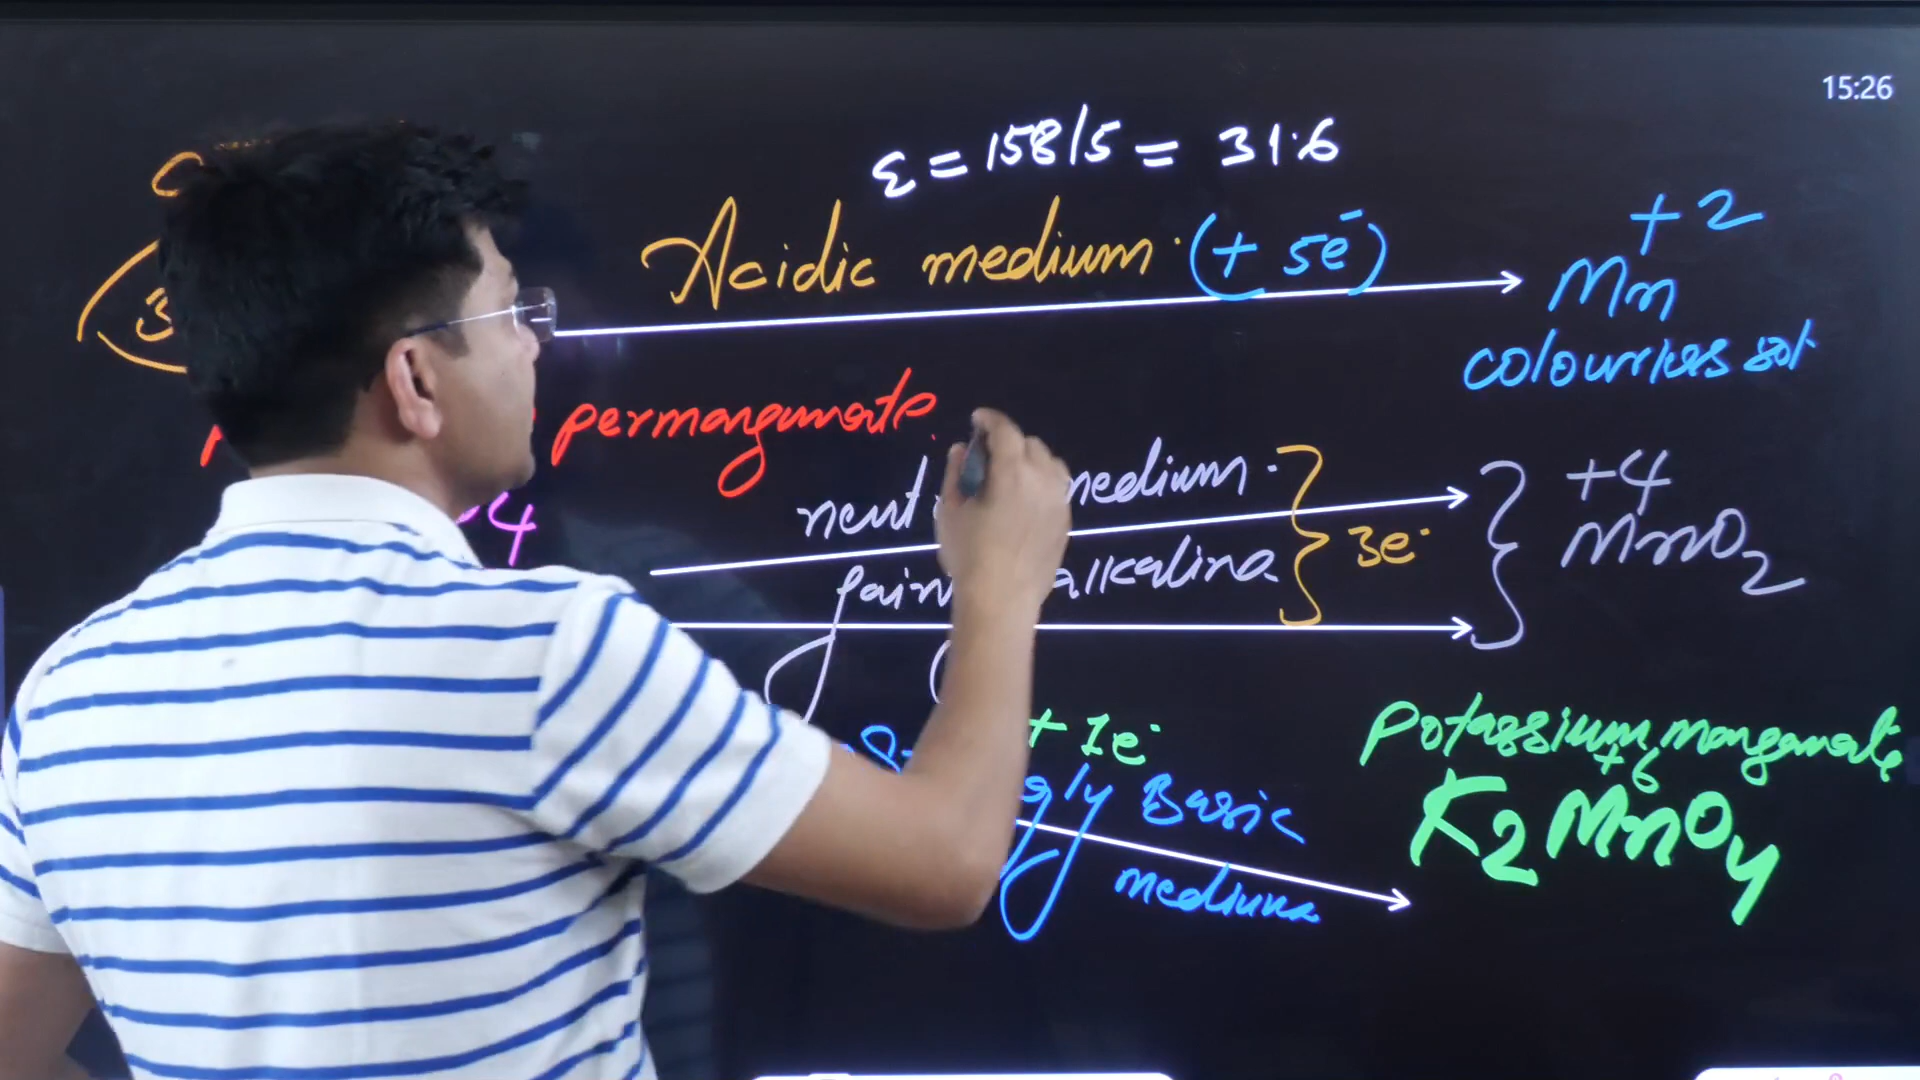 15:26
ε = 158/5 = 31.6
Acidic medium. (+ 5e⁻)
+2
Mn
colourless sol.
permanganate
medium.
+4
MnO2
alkaline
3e⁻
4
+ 1e⁻
Potassium manganate
+6
K2MnO4
Basic
medium